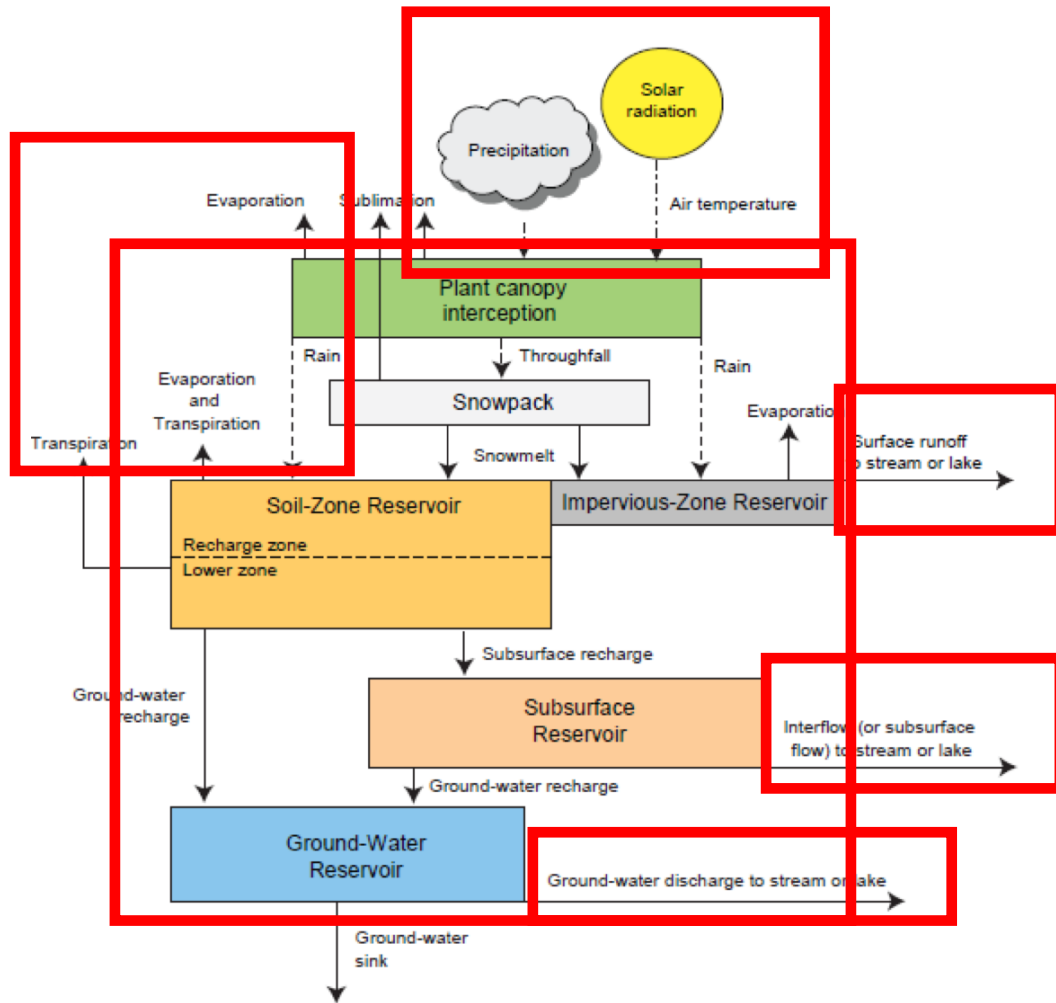 Solar
radiation
Precipitation
Evaporation
Sublimation
Air temperature
Plant canopy
interception
Rain
Throughfall
Rain
Evaporation
and
Transpiration
Snowpack
Evaporation
Transpiration
Snowmelt
Surface runoff
to stream or lake
Soil-Zone Reservoir
Impervious-Zone Reservoir
Recharge zone
Lower zone
Subsurface recharge
Ground-water
recharge
Subsurface
Reservoir
Interflow (or subsurface
flow) to stream or lake
Ground-water recharge
Ground-Water
Reservoir
Ground-water discharge to stream or lake
Ground-water
sink